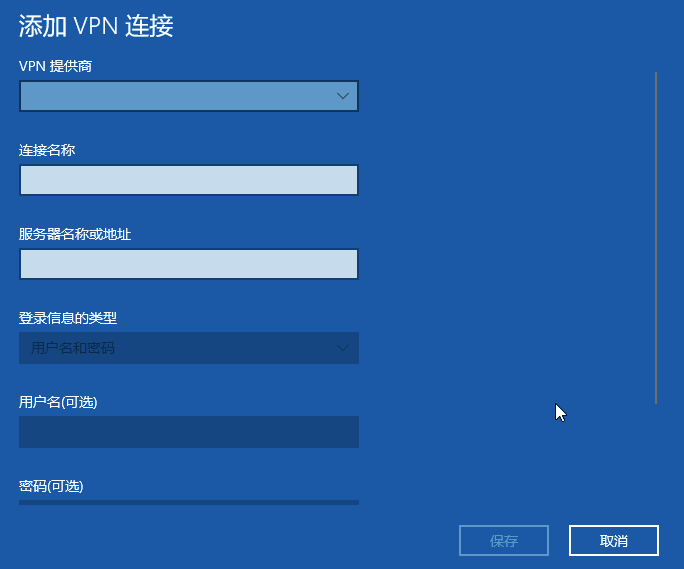 添加 VPN 连接
VPN 提供商
连接名称
服务器名称或地址
登录信息的类型
用户名和密码
用户名(可选)
密码(可选)
保存 取消